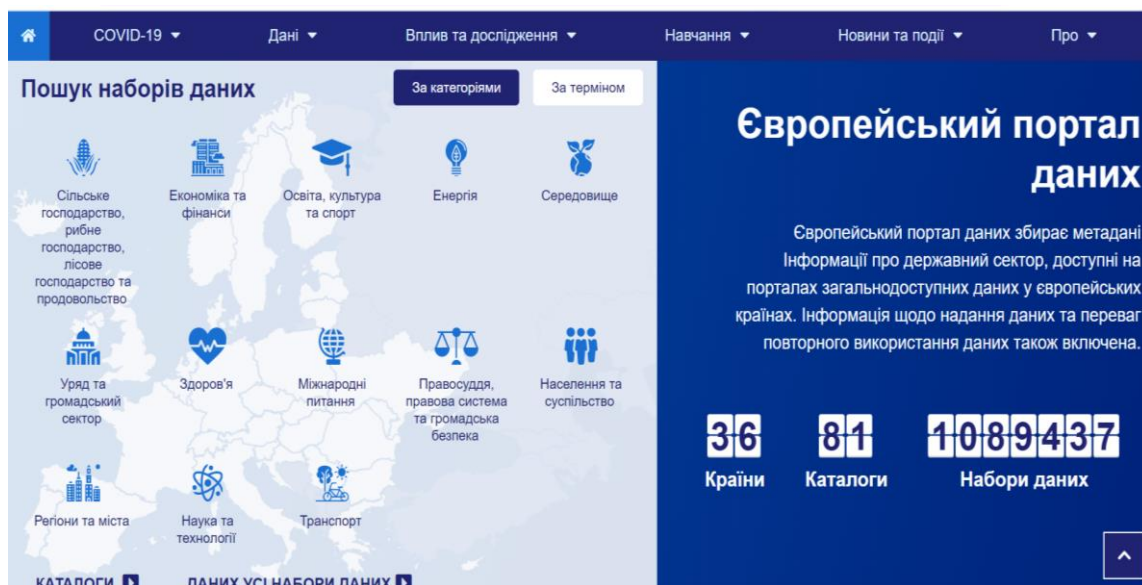 COVID-19
Дані
Вплив та дослідження
Навчання
Новини та події
Про
Пошук наборів даних
За категоріями
За терміном
Сільське
господарство,
рибне
господарство,
лісове
господарство та
продовольство
Економіка та
фінанси
Освіта, культура
та спорт
Енергія
Середовище
Уряд та
громадський
сектор
Здоров'я
Міжнародні
питання
Правосуддя,
правова система
та громадська
безпека
Населення та
суспільство
Регіони та міста
Наука та
технології
Транспорт
КАТАЛОГИ
ДАНИХ УСІ НАБОРИ ДАНИХ
Європейський портал
даних
Європейський портал даних збирає метадані
Інформації про державний сектор, доступні на
порталах загальнодоступних даних у європейських
країнах. Інформація щодо надання даних та переваг
повторного використання даних також включена.
36
Країни
81
Каталоги
1089437
Набори даних